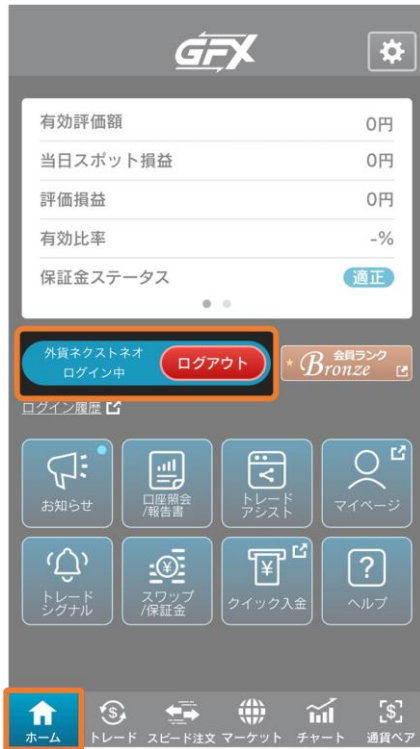 GFX
有効評価額 0円
当日スポット損益 0円
評価損益 0円
有効比率 -%
保証金ステータス 適正
外貨ネクストネオ
ログイン中
ログアウト
会員ランク
Bronze
ログイン履歴
お知らせ
口座照会
/報告書
トレード
アシスト
マイページ
トレード
シグナル
スワップ
/保証金
クイック入金
ヘルプ
ホーム トレード スピード注文 マーケット チャート 通貨ペア